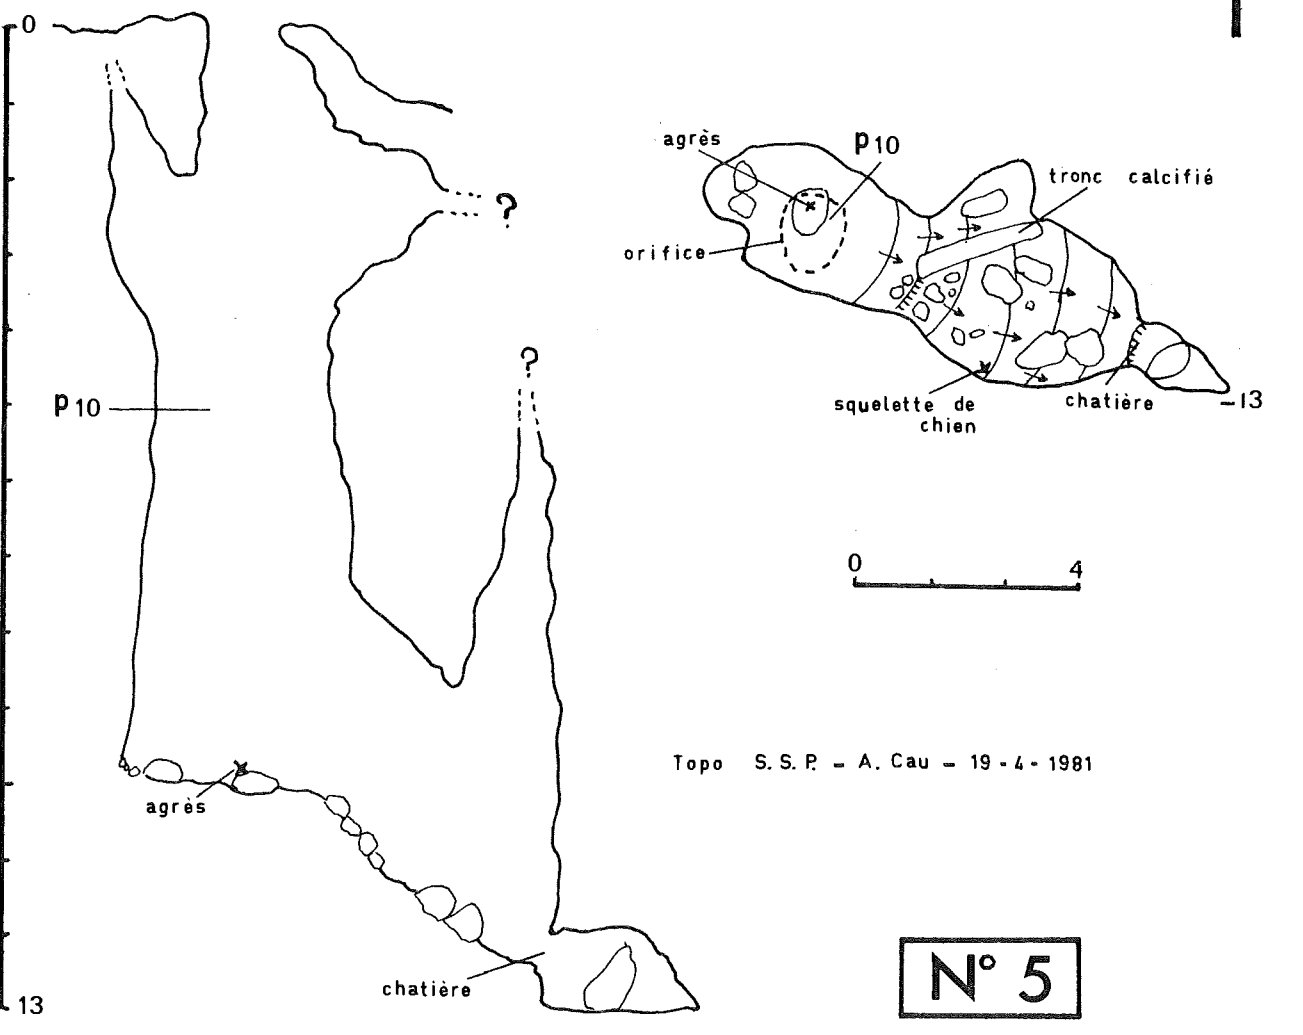 0
agrès
P10
tronc calcifié
orifice
?
?
P10
squelette de
chien
chatière
-13
0
4
Topo S.S.P. - A. Cau - 19-4-1981
agrès
chatière
13
N° 5